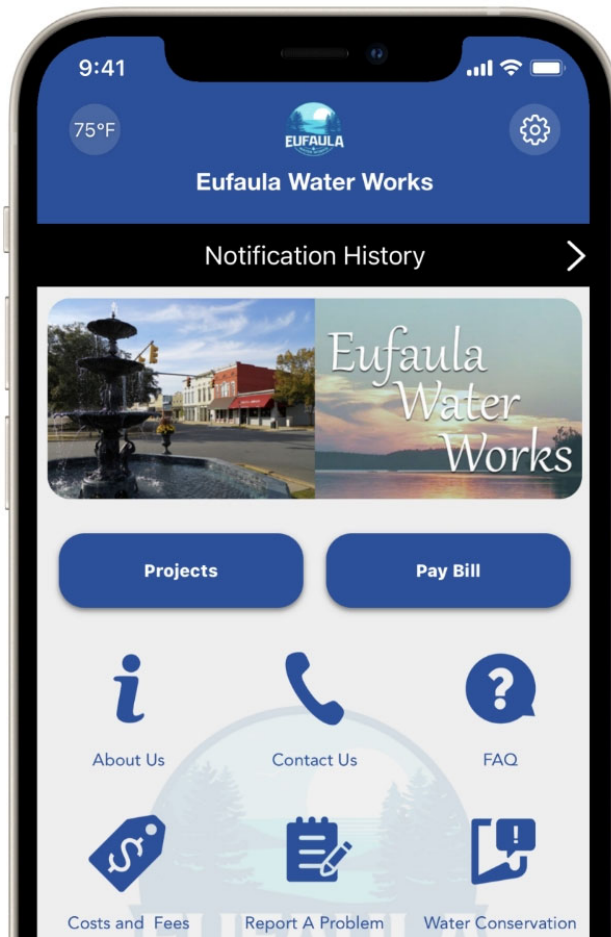 9:41
75°F
EUFAULA
Eufaula Water Works
Notification History
Eufaula
Water
Works
Projects
Pay Bill
About Us
Contact Us
FAQ
Costs and Fees
Report A Problem
Water Conservation
EUFAULA